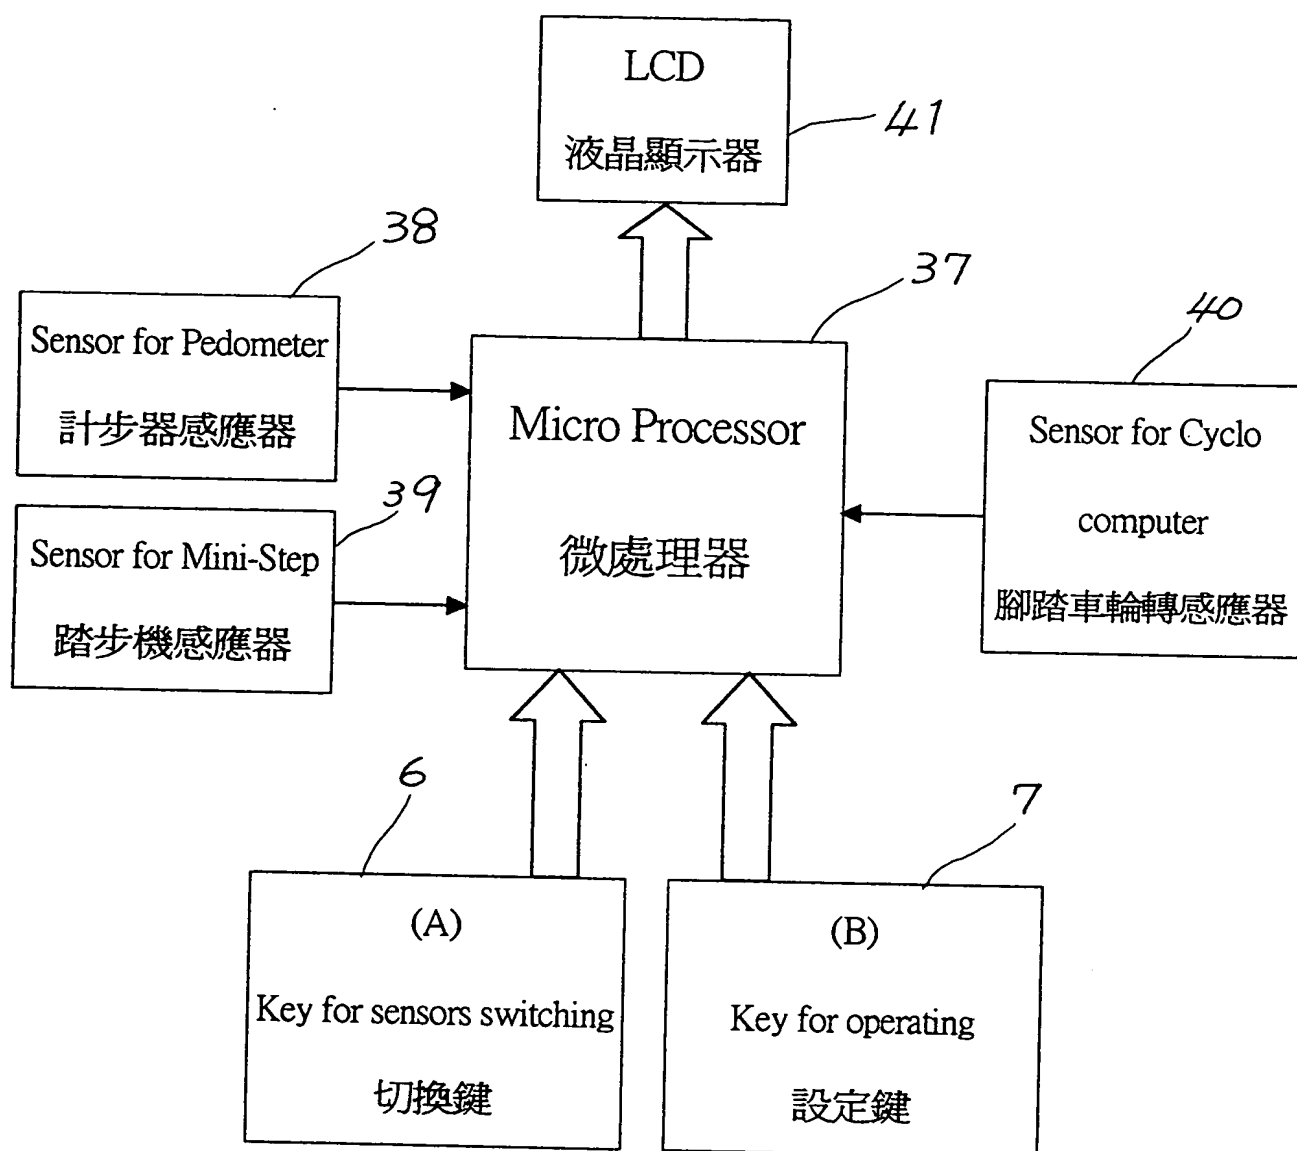 LCD
液晶顯示器
41
38
37
40
Sensor for Pedometer
計步器感應器
Micro Processor
微處理器
Sensor for Cyclo
computer
腳踏車輪轉感應器
39
Sensor for Mini-Step
踏步機感應器
6
7
(A)
Key for sensors switching
切換鍵
(B)
Key for operating
設定鍵